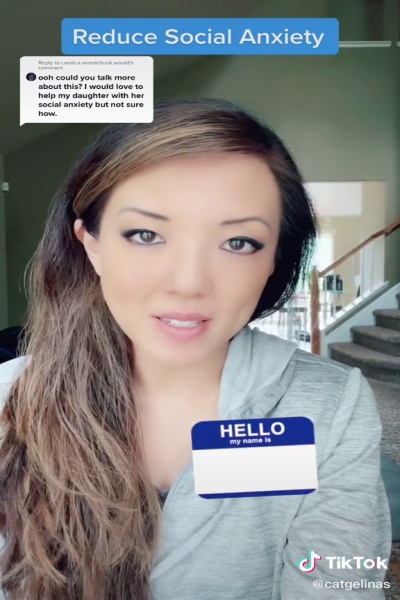 Reduce Social Anxiety
Reply to i.wish.a.woodchuck.would's
comment
ooh could you talk more
about this? I would love to
help my daughter with her
social anxiety but not sure
how.
HELLO
my name is
TikTok
@catgelinas